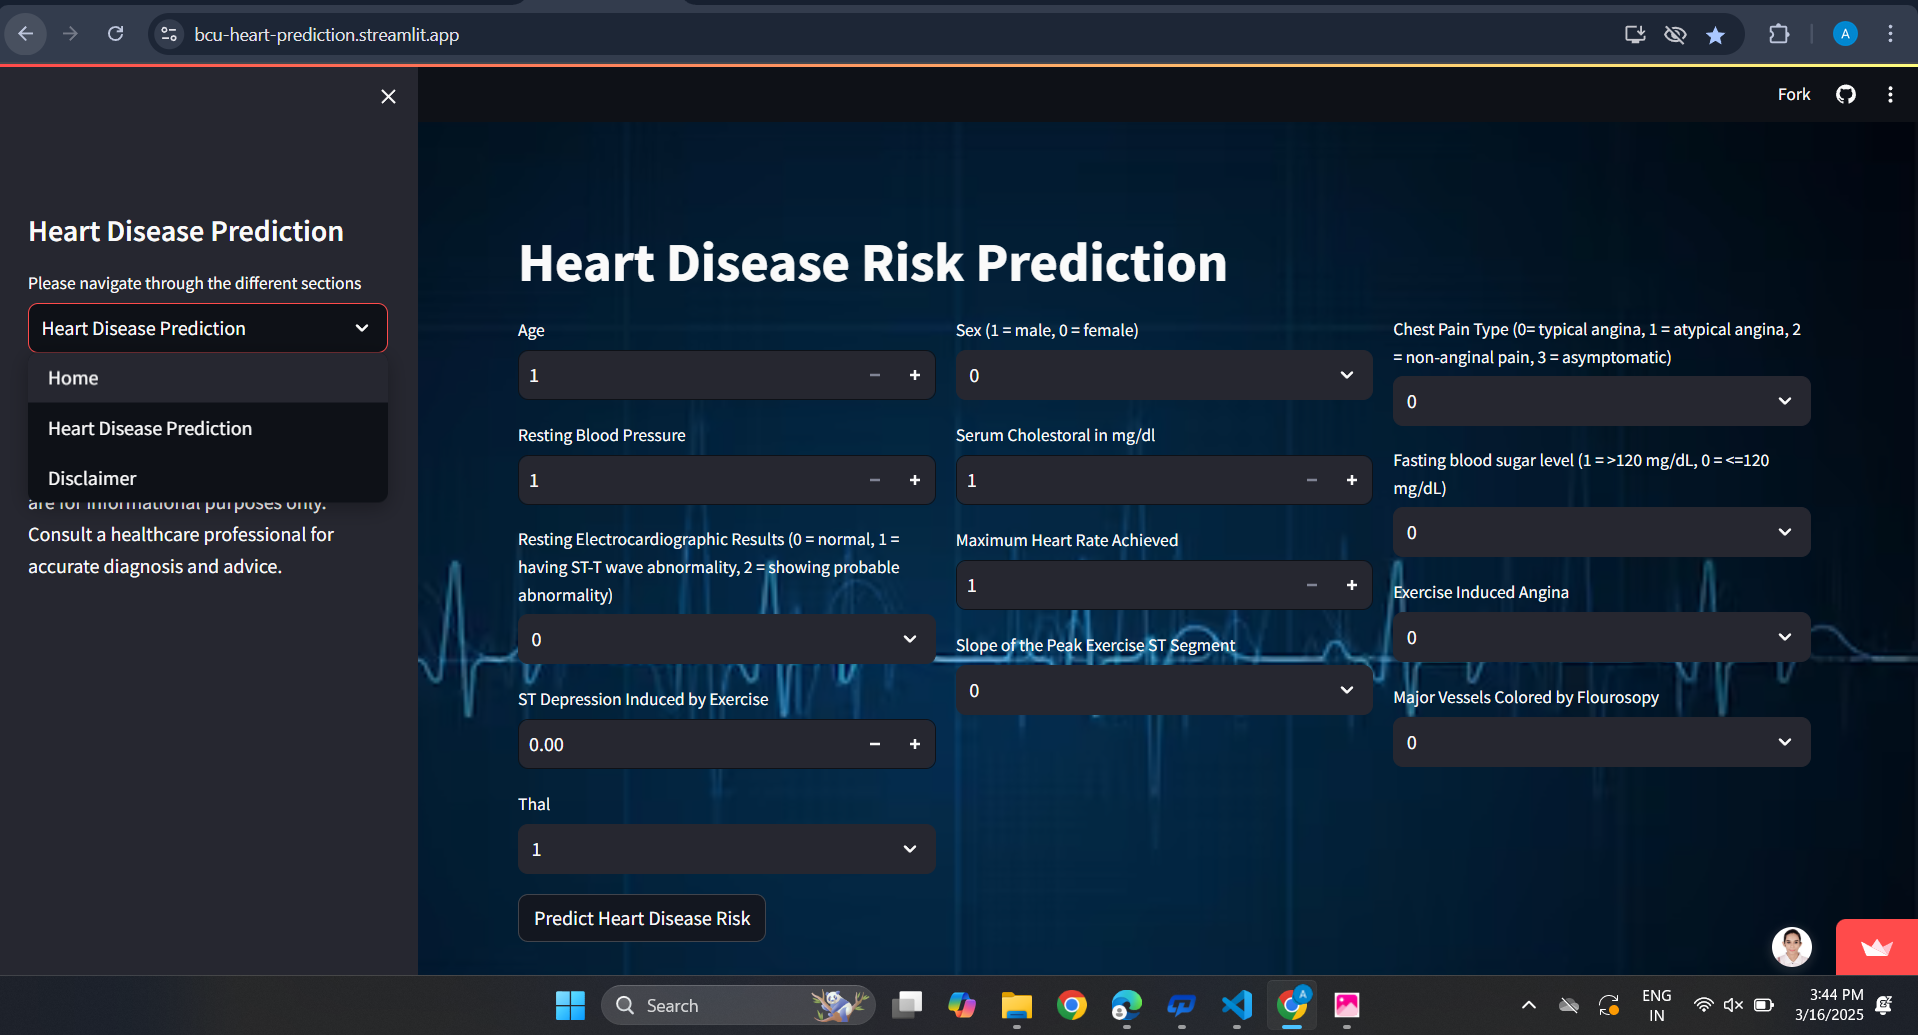 bcu-heart-prediction.streamlit.app
A
Fork
Heart Disease Prediction
Please navigate through the different sections
Heart Disease Prediction
Home
Heart Disease Prediction
Disclaimer
are for informational purposes only.
Consult a healthcare professional for
accurate diagnosis and advice.
Heart Disease Risk Prediction
Age
1
Sex (1 = male, 0 = female)
0
Chest Pain Type (0= typical angina, 1 = atypical angina, 2
= non-anginal pain, 3 = asymptomatic)
0
Resting Blood Pressure
1
Serum Cholestoral in mg/dl
1
Fasting blood sugar level (1 = >120 mg/dL, 0 = <=120
mg/dL)
0
Resting Electrocardiographic Results (0 = normal, 1 =
having ST-T wave abnormality, 2 = showing probable
abnormality)
0
Maximum Heart Rate Achieved
1
Exercise Induced Angina
0
ST Depression Induced by Exercise
0.00
Slope of the Peak Exercise ST Segment
0
Major Vessels Colored by Flourosopy
0
Thal
1
Predict Heart Disease Risk
Search
A
ENG
IN
3:44 PM
3/16/2025